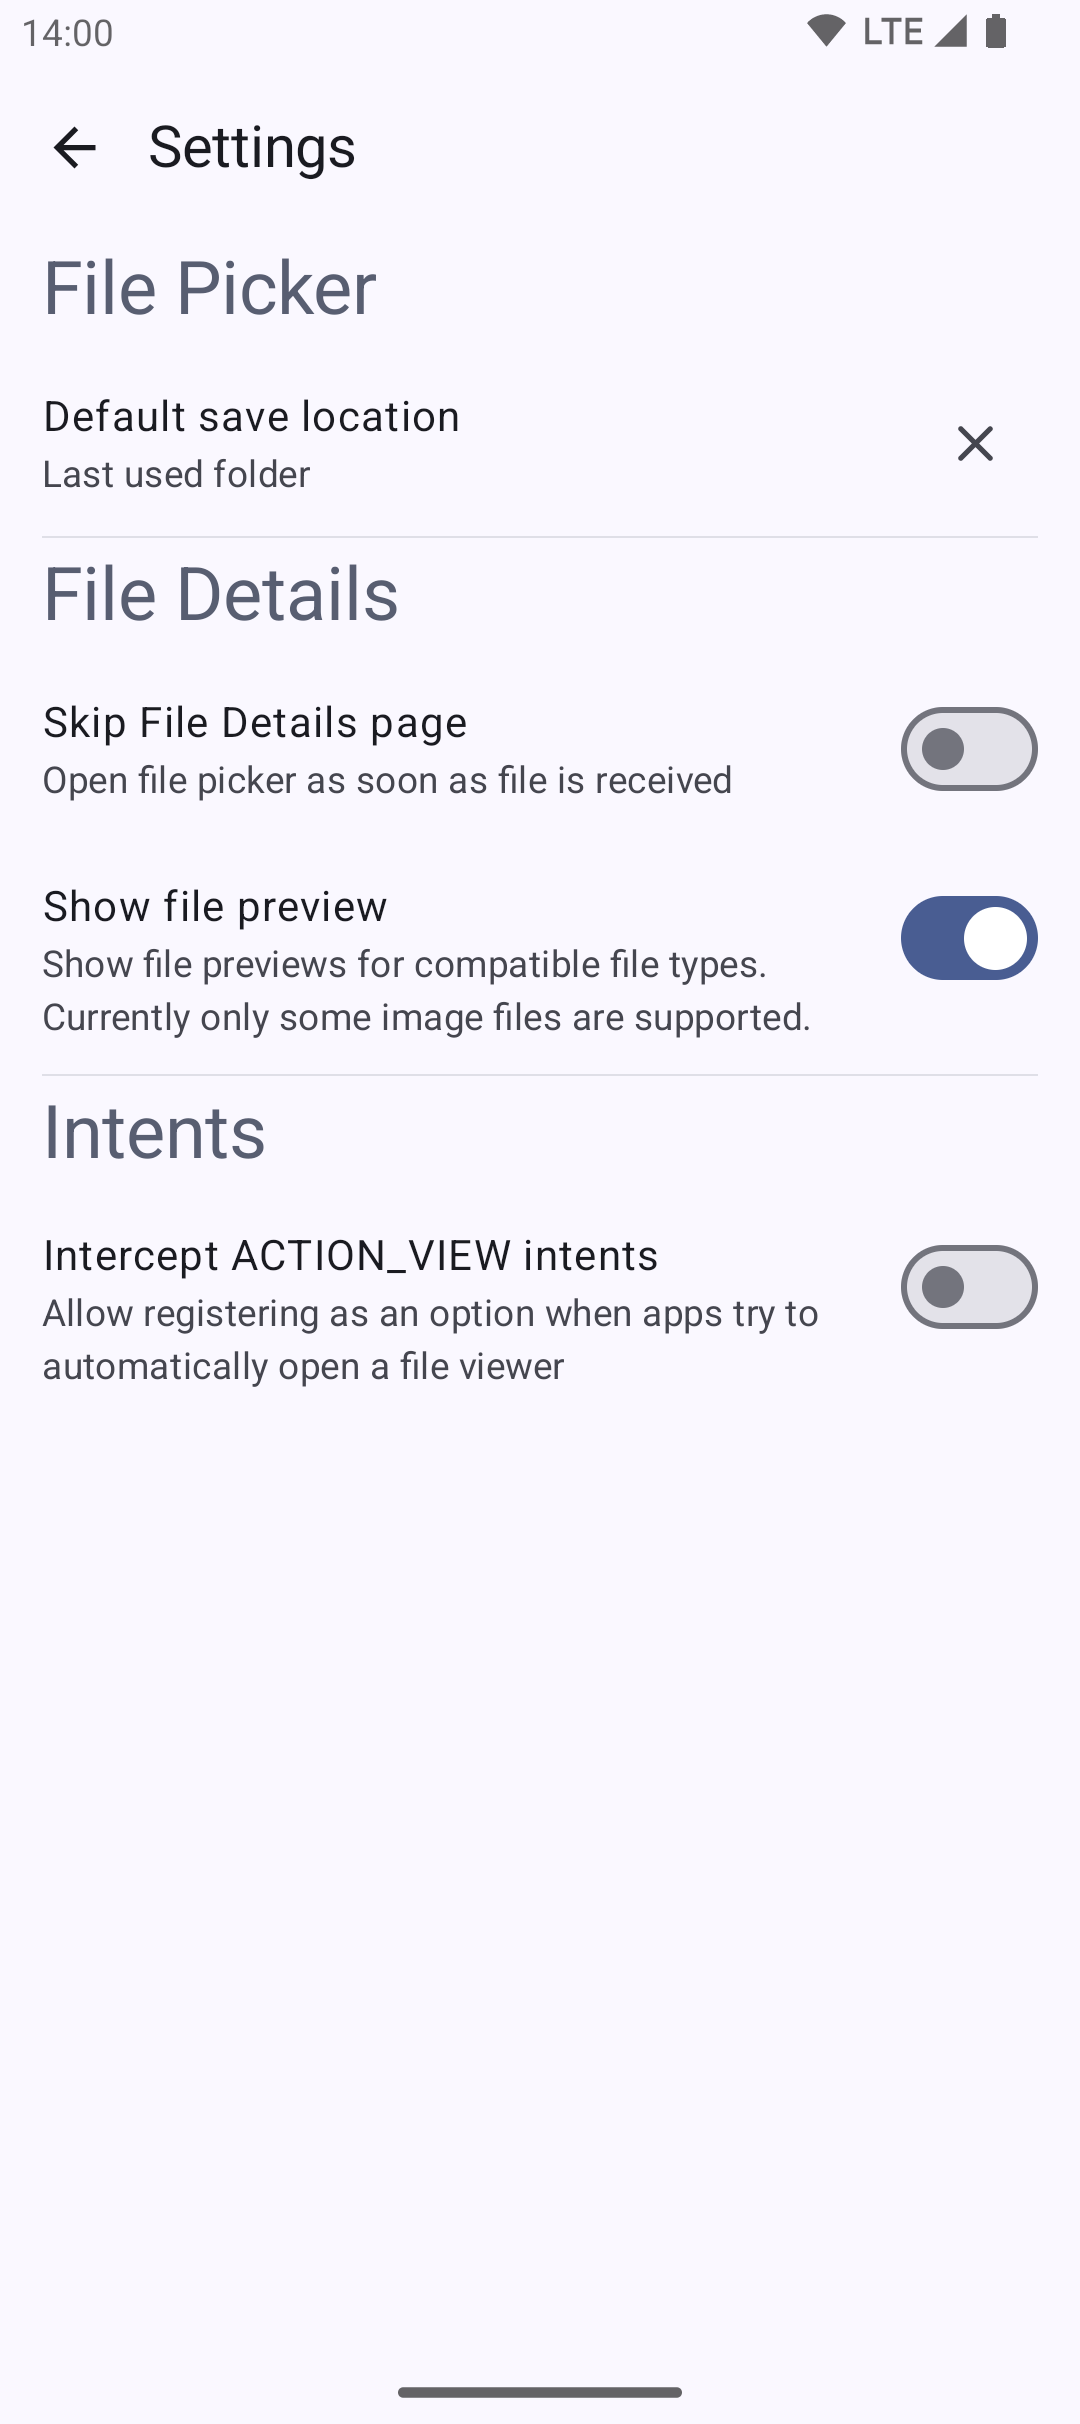 14:00
LTE
Settings
File Picker
Default save location
Last used folder
File Details
Skip File Details page
Open file picker as soon as file is received
Show file preview
Show file previews for compatible file types.
Currently only some image files are supported.
Intents
Intercept ACTION_VIEW intents
Allow registering as an option when apps try to
automatically open a file viewer